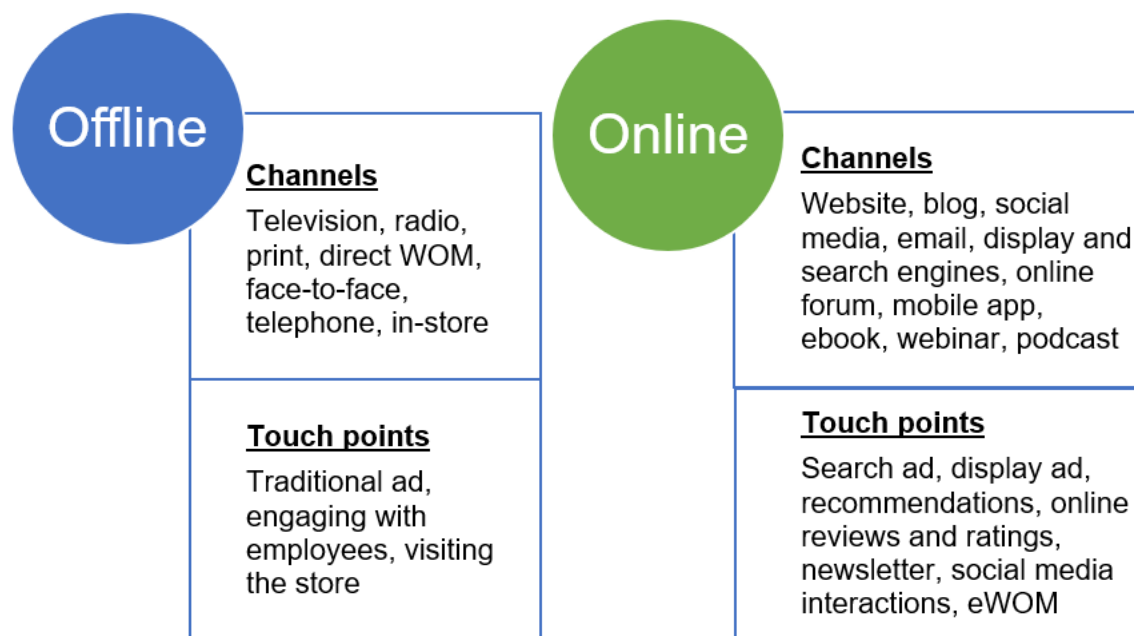 Offline
Channels
Television, radio,
print, direct WOM,
face-to-face,
telephone, in-store
Touch points
Traditional ad,
engaging with
employees, visiting
the store
Online
Channels
Website, blog, social
media, email, display and
search engines, online
forum, mobile app,
ebook, webinar, podcast
Touch points
Search ad, display ad,
recommendations, online
reviews and ratings,
newsletter, social media
interactions, eWOM